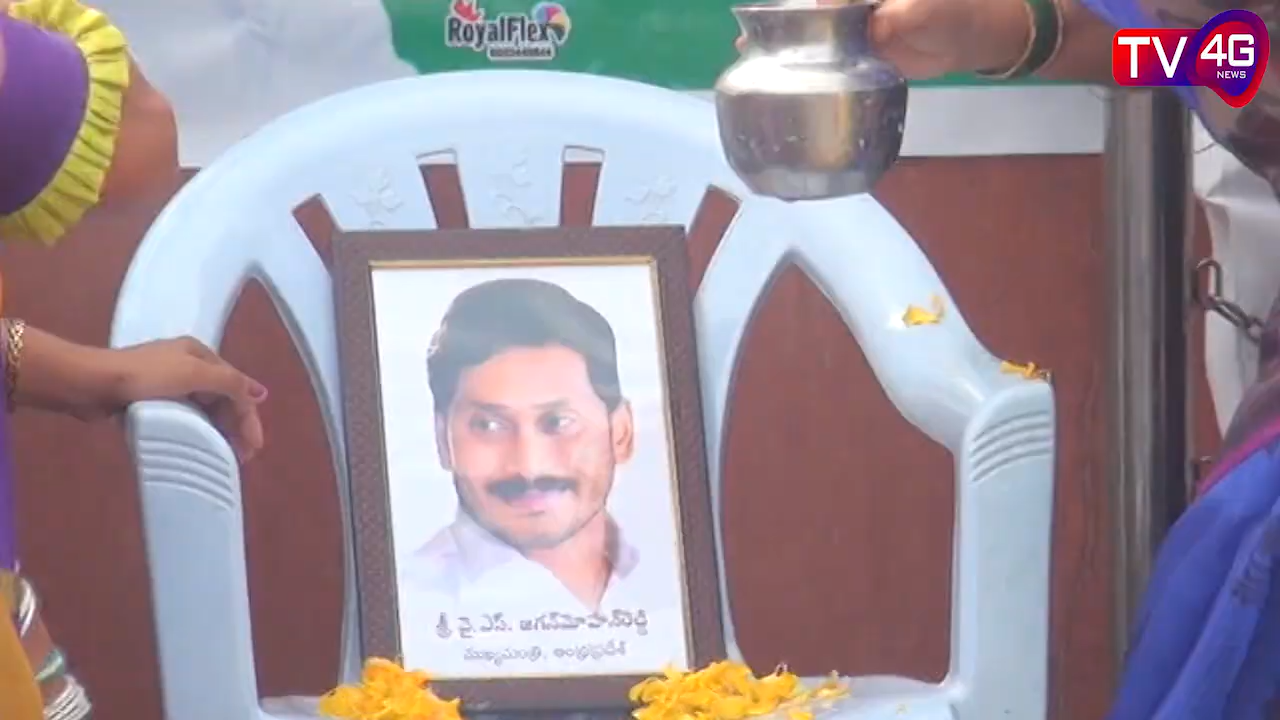 RoyalFlex
TV 4G
NEWS
శ్రీ వై.ఎస్. జగన్‌మోహన్‌రెడ్డి
ముఖ్యమంత్రి, ఆంధ్రప్రదేశ్